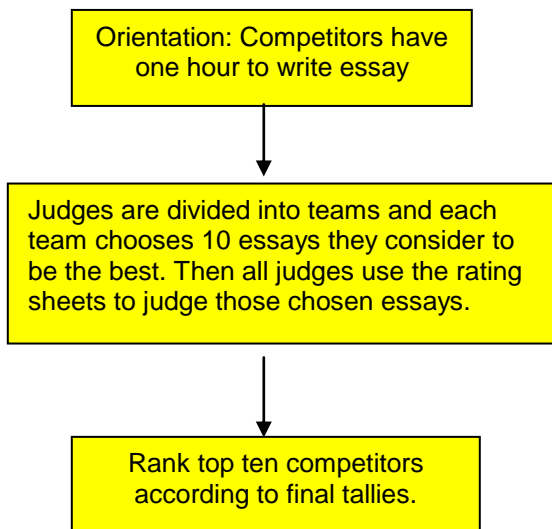 Orientation: Competitors have
one hour to write essay
Judges are divided into teams and each
team chooses 10 essays they consider to
be the best. Then all judges use the rating
sheets to judge those chosen essays.
Rank top ten competitors
according to final tallies.